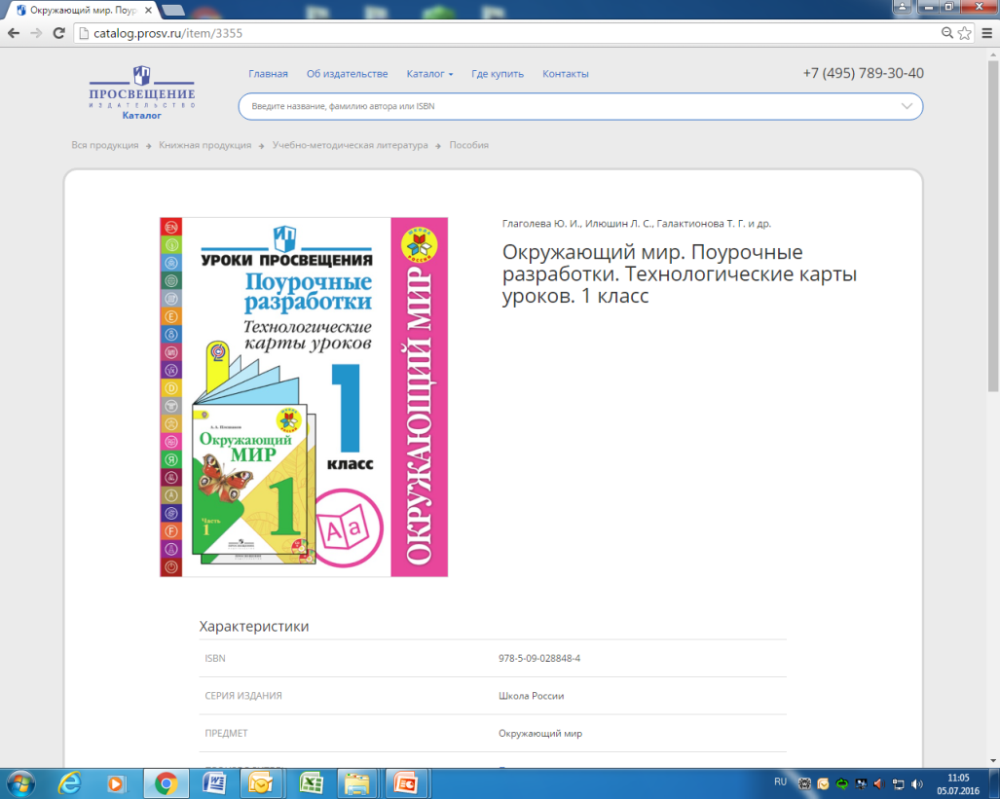 Окружающий мир. Поур
catalog.prosv.ru/item/3355
ПРОСВЕЩЕНИЕ
ИЗДАТЕЛЬСТВО
Каталог
Главная Об издательстве Каталог Где купить Контакты
+7 (495) 789-30-40
Введите название, фамилию автора или ISBN
Вся продукция → Книжная продукция → Учебно-методическая литература → Пособия
УРОКИ ПРОСВЕЩЕНИЯ
Поурочные
разработки
Технологические
карты уроков
1
класс
ОКРУЖАЮЩИЙ МИР
А.А. Плешаков
Окружающий
МИР
1
Часть
1
Aa
Глаголева Ю. И., Илюшин Л. С., Галактионова Т. Г. и др.
Окружающий мир. Поурочные
разработки. Технологические карты
уроков. 1 класс
Характеристики
ISBN 978-5-09-028848-4
СЕРИЯ ИЗДАНИЯ Школа России
ПРЕДМЕТ Окружающий мир
RU
11:05
05.07.2016